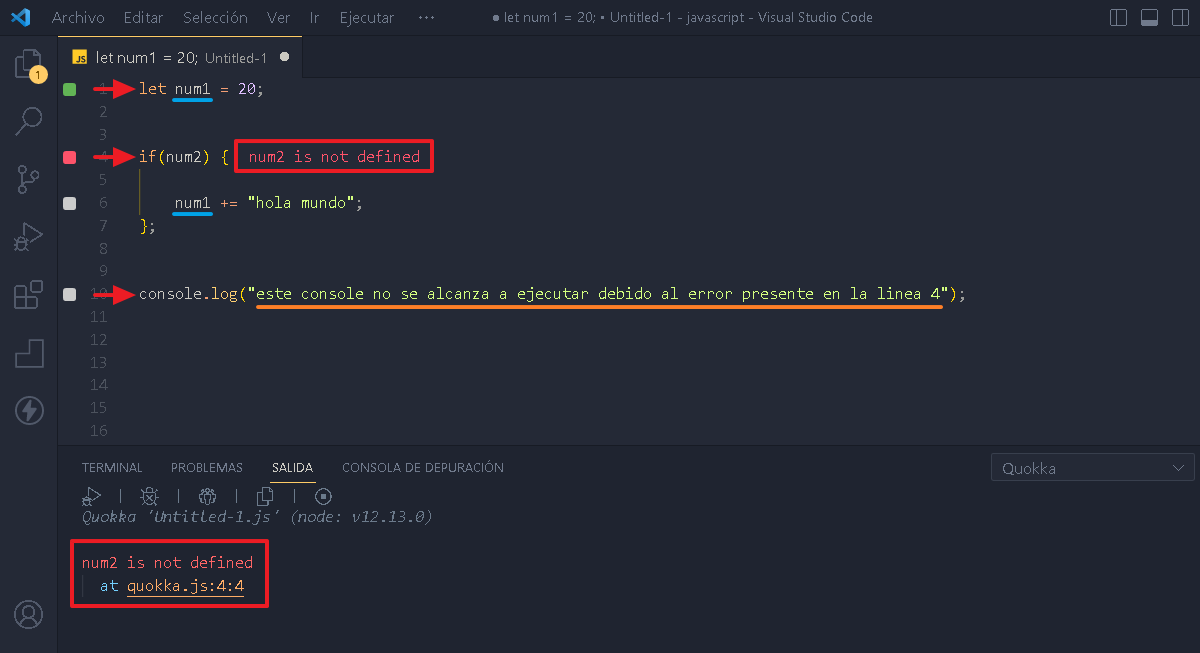 Archivo Editar Selección Ver Ir Ejecutar ··· ● let num1 = 20; • Untitled-1 - javascript - Visual Studio Code
JS let num1 = 20; Untitled-1 ●
1
1 let num1 = 20;
2
3
4 if(num2) { num2 is not defined
5
6 num1 += "hola mundo";
7 };
8
9
10 console.log("este console no se alcanza a ejecutar debido al error presente en la linea 4");
11
12
13
14
15
16
TERMINAL PROBLEMAS SALIDA CONSOLA DE DEPURACIÓN Quokka
Quokka 'Untitled-1.js' (node: v12.13.0)
num2 is not defined
at quokka.js:4:4